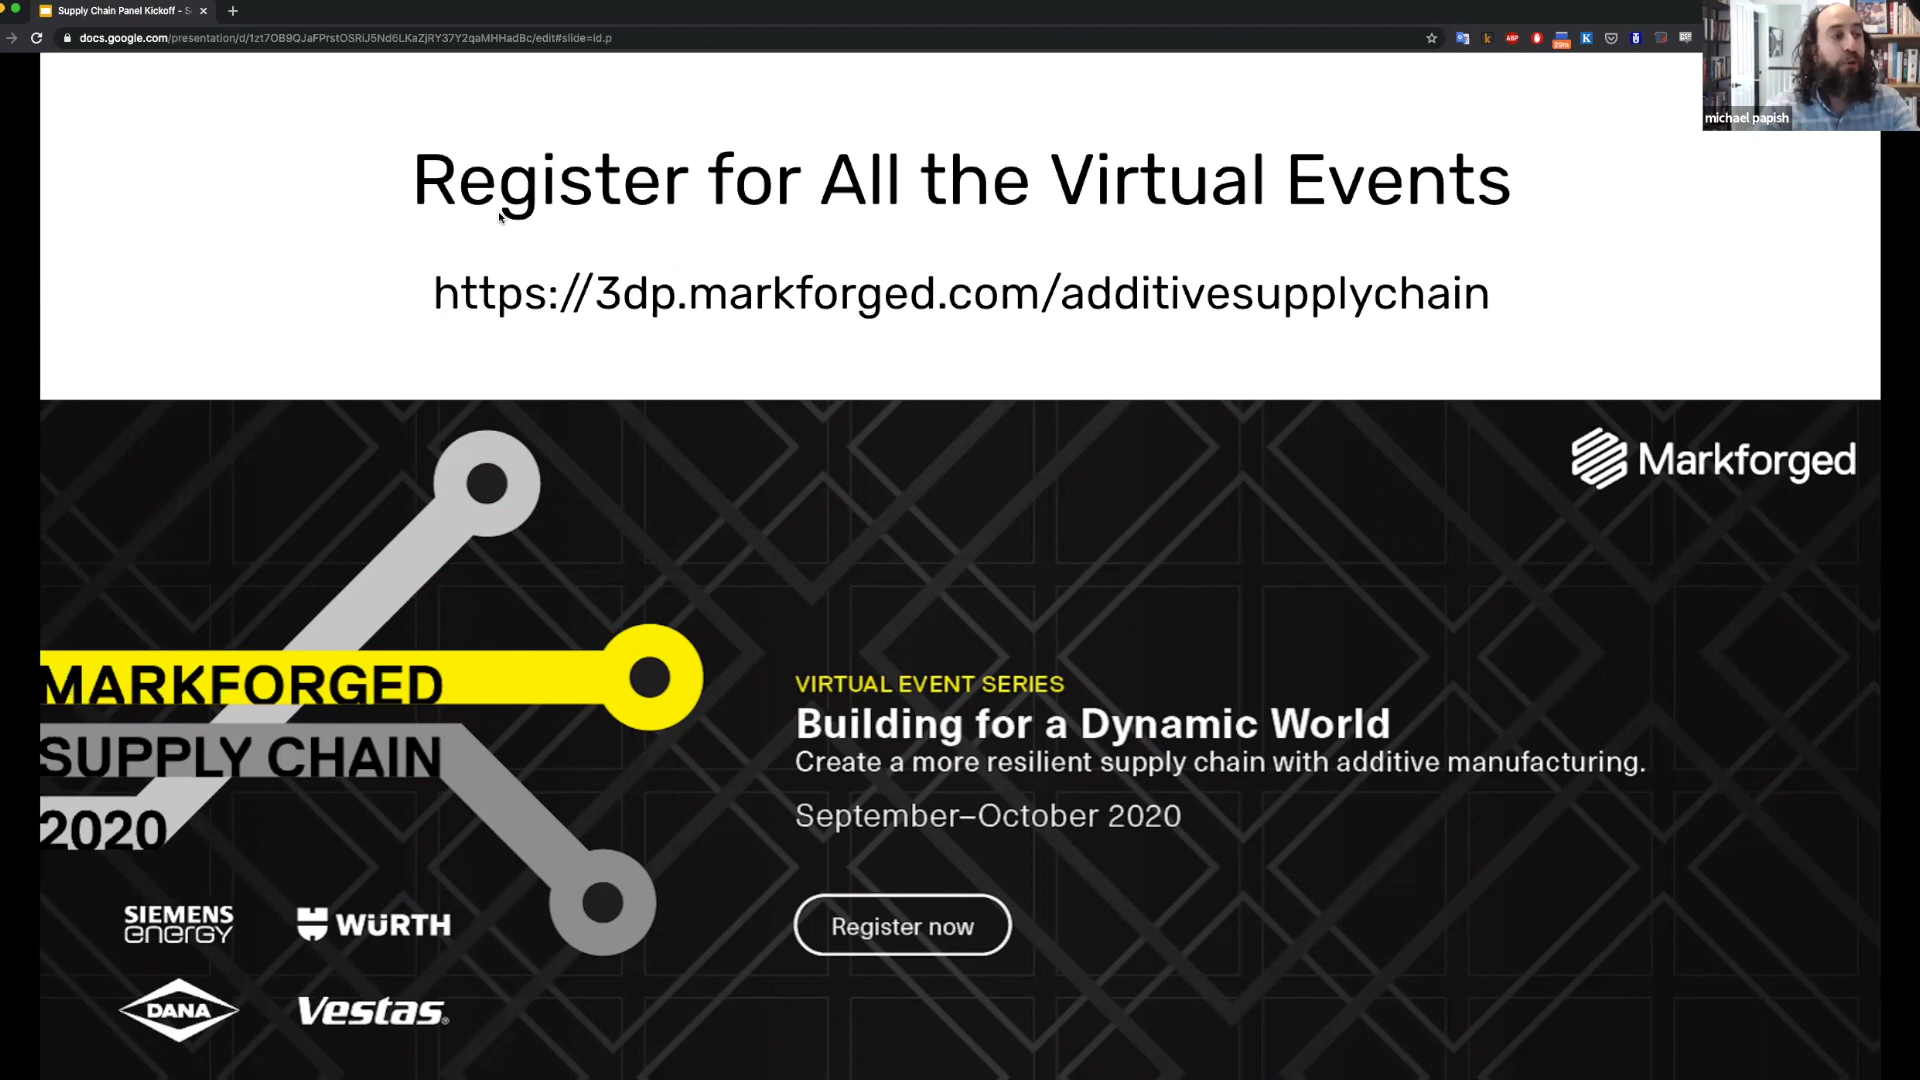 Supply Chain Panel Kickoff - S
docs.google.com/presentation/d/1zt7OB9QJaFPrstOSRiJ5Nd6LKaZjRY37Y2qaMHHadBc/edit#slide=id.p
michael papish
Register for All the Virtual Events
https://3dp.markforged.com/additivesupplychain
Markforged
MARKFORGED
SUPPLY CHAIN
2020
VIRTUAL EVENT SERIES
Building for a Dynamic World
Create a more resilient supply chain with additive manufacturing.
September–October 2020
Register now
SIEMENS
energy
WÜRTH
DANA
Vestas